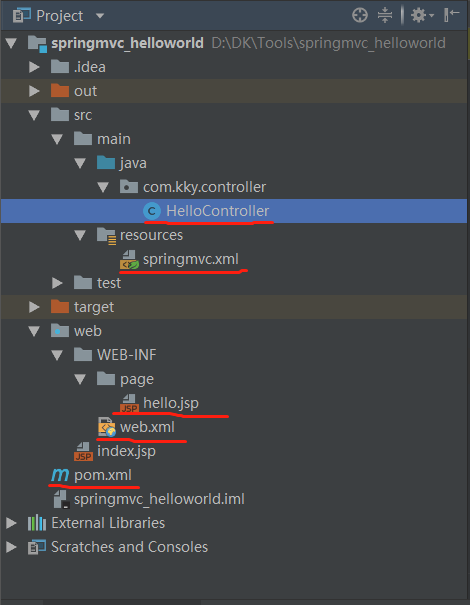 Project
springmvc_helloworld D:\DK\Tools\springmvc_helloworld
.idea
out
src
main
java
com.kky.controller
C HelloController
resources
springmvc.xml
test
target
web
WEB-INF
page
JSP hello.jsp
web.xml
JSP index.jsp
m pom.xml
springmvc_helloworld.iml
External Libraries
Scratches and Consoles